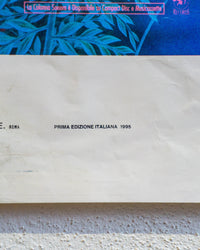 La Colonna Sonora è Disponibile su Compact Disc e Musicassette
E. ROMA PRIMA EDIZIONE ITALIANA 1995